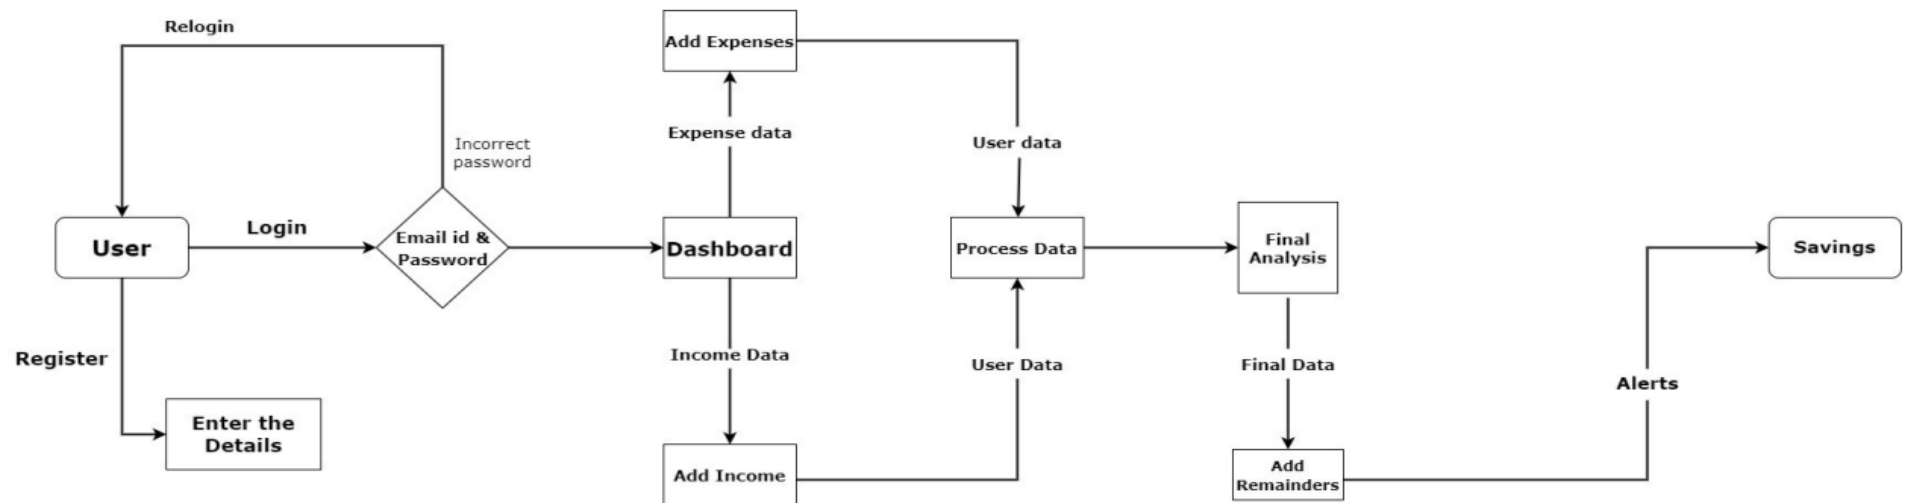 Relogin
Add Expenses
Incorrect
password
Expense data
User data
User
Login
Email id &
Password
Dashboard
Process Data
Final
Analysis
Savings
Register
Income Data
User Data
Final Data
Alerts
Enter the
Details
Add Income
Add
Remainders